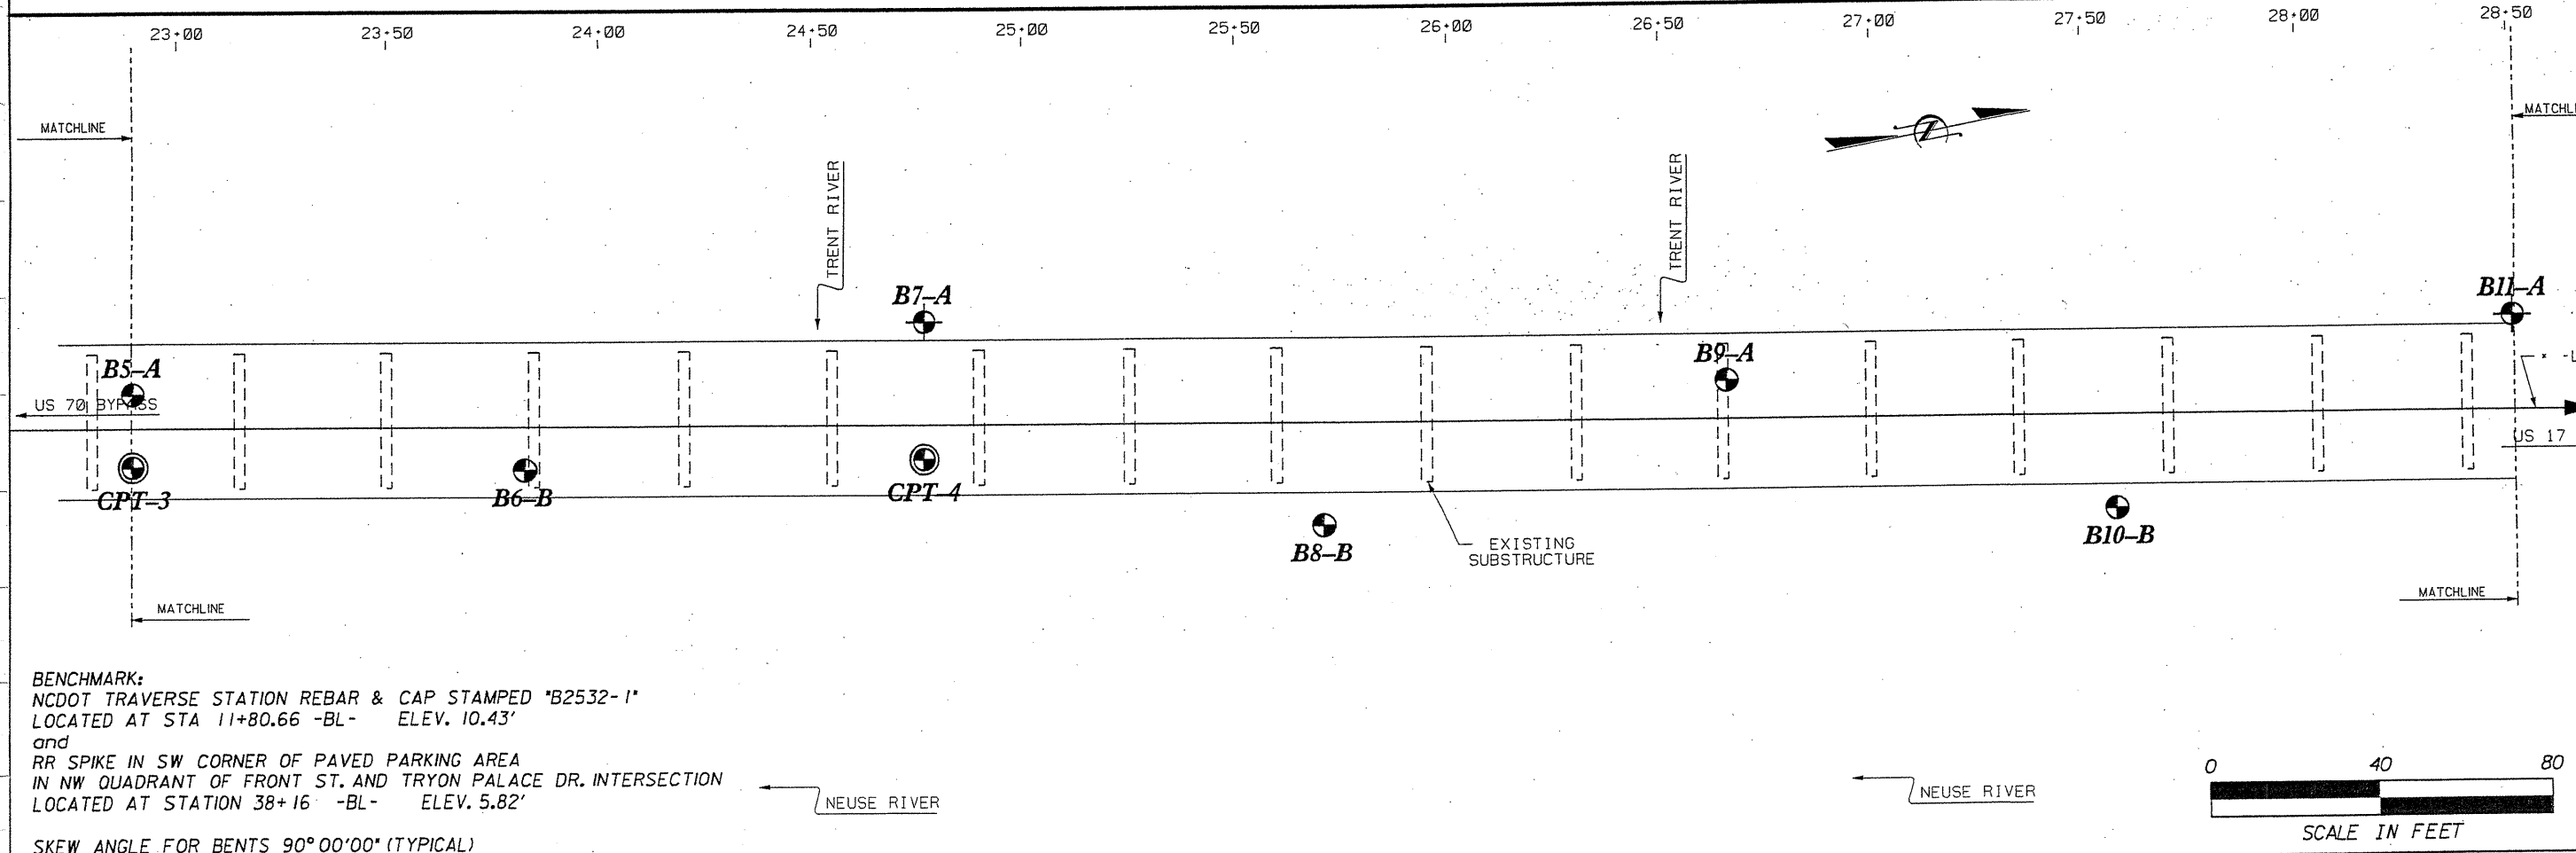 23+00 23+50 24+00 24+50 25+00 25+50 26+00 26+50 27+00 27+50 28+00 28+50
MATCHLINE
MATCHL
TRENT RIVER
TRENT RIVER
B7-A
B11-A
B9-A
B5-A
US 70 BYPASS
US 17
CPT-3
B6-B
CPT-4
B8-B
EXISTING
SUBSTRUCTURE
B10-B
MATCHLINE
MATCHLINE
BENCHMARK:
NCDOT TRAVERSE STATION REBAR & CAP STAMPED "B2532-1"
LOCATED AT STA 11+80.66 -BL- ELEV. 10.43'
and
RR SPIKE IN SW CORNER OF PAVED PARKING AREA
IN NW QUADRANT OF FRONT ST. AND TRYON PALACE DR. INTERSECTION
LOCATED AT STATION 38+16 -BL- ELEV. 5.82'
SKEW ANGLE FOR BENTS 90°00'00" (TYPICAL)
NEUSE RIVER
NEUSE RIVER
0 40 80
SCALE IN FEET